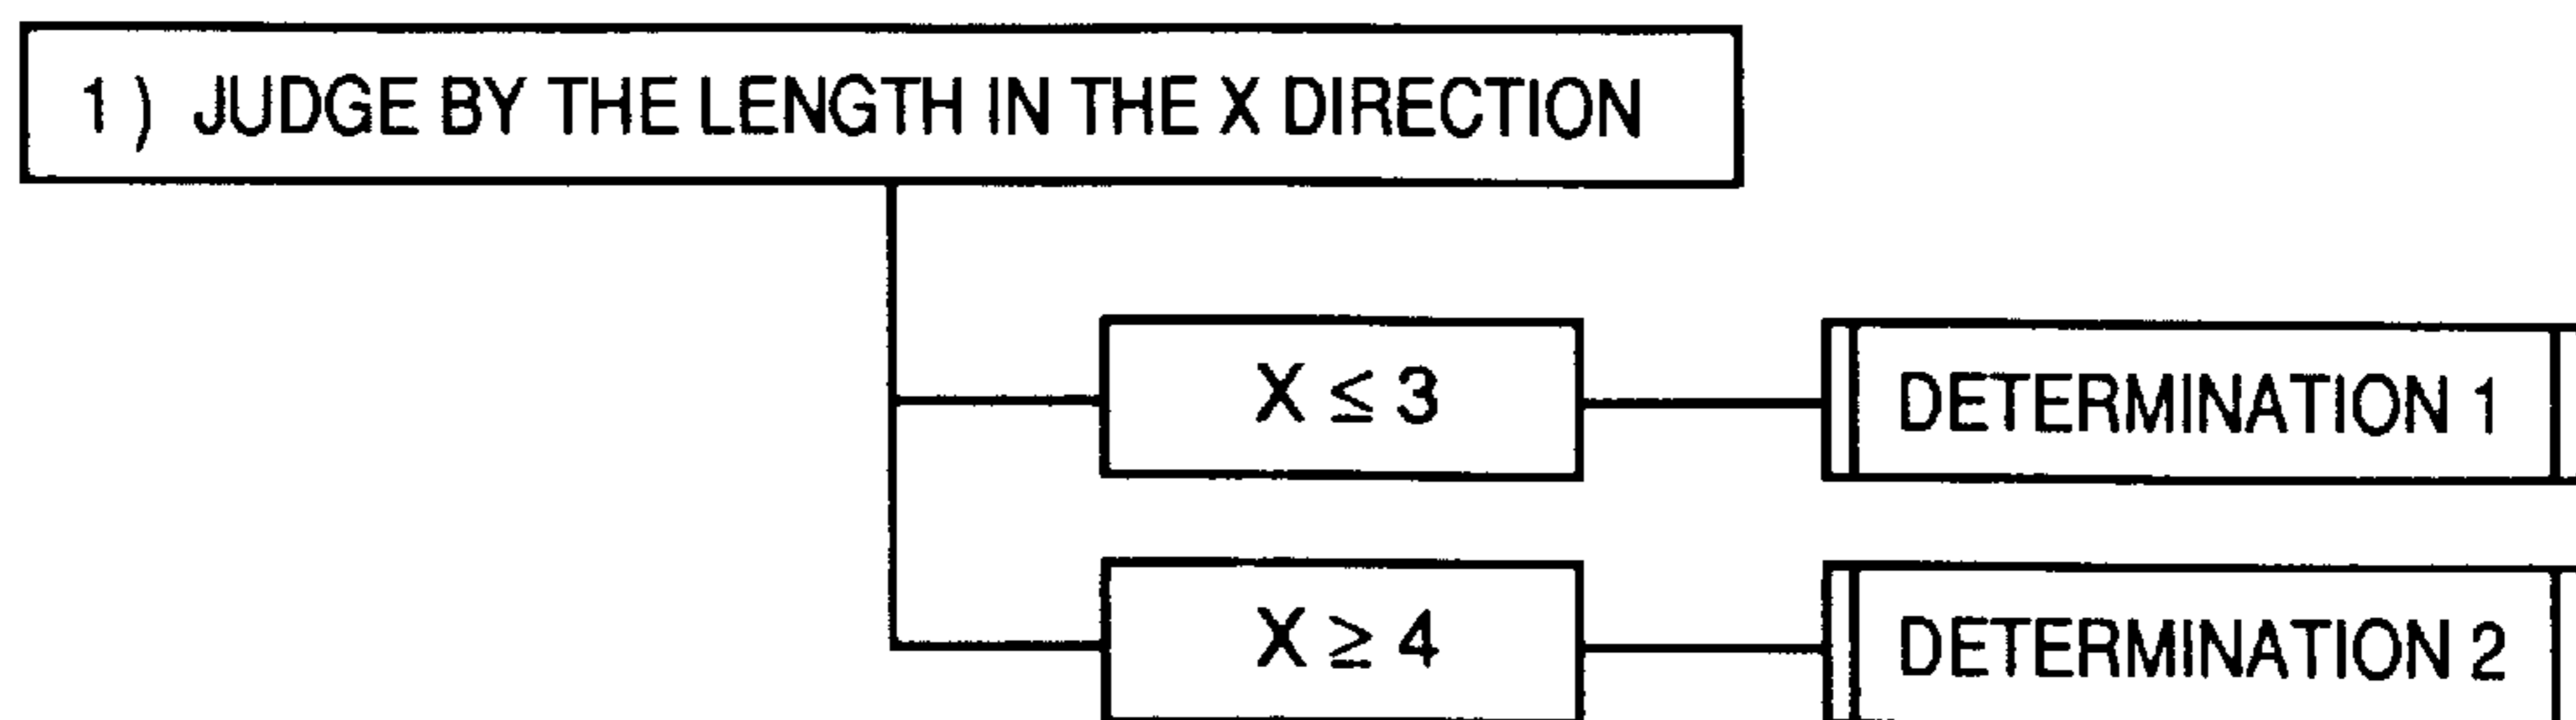 1) JUDGE BY THE LENGTH IN THE X DIRECTION
X ≤ 3
DETERMINATION 1
X ≥ 4
DETERMINATION 2